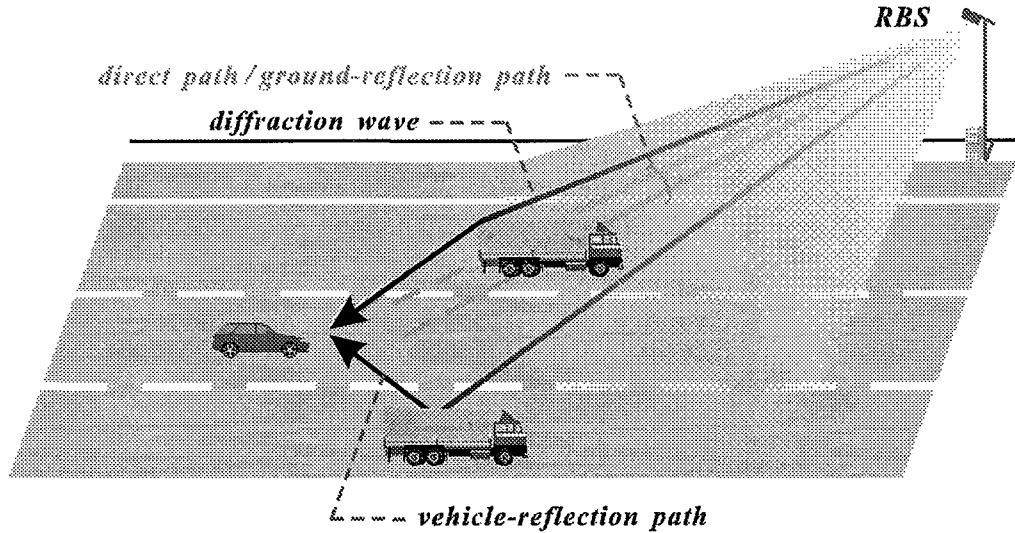 RBS
direct path / ground-reflection path
diffraction wave
vehicle-reflection path